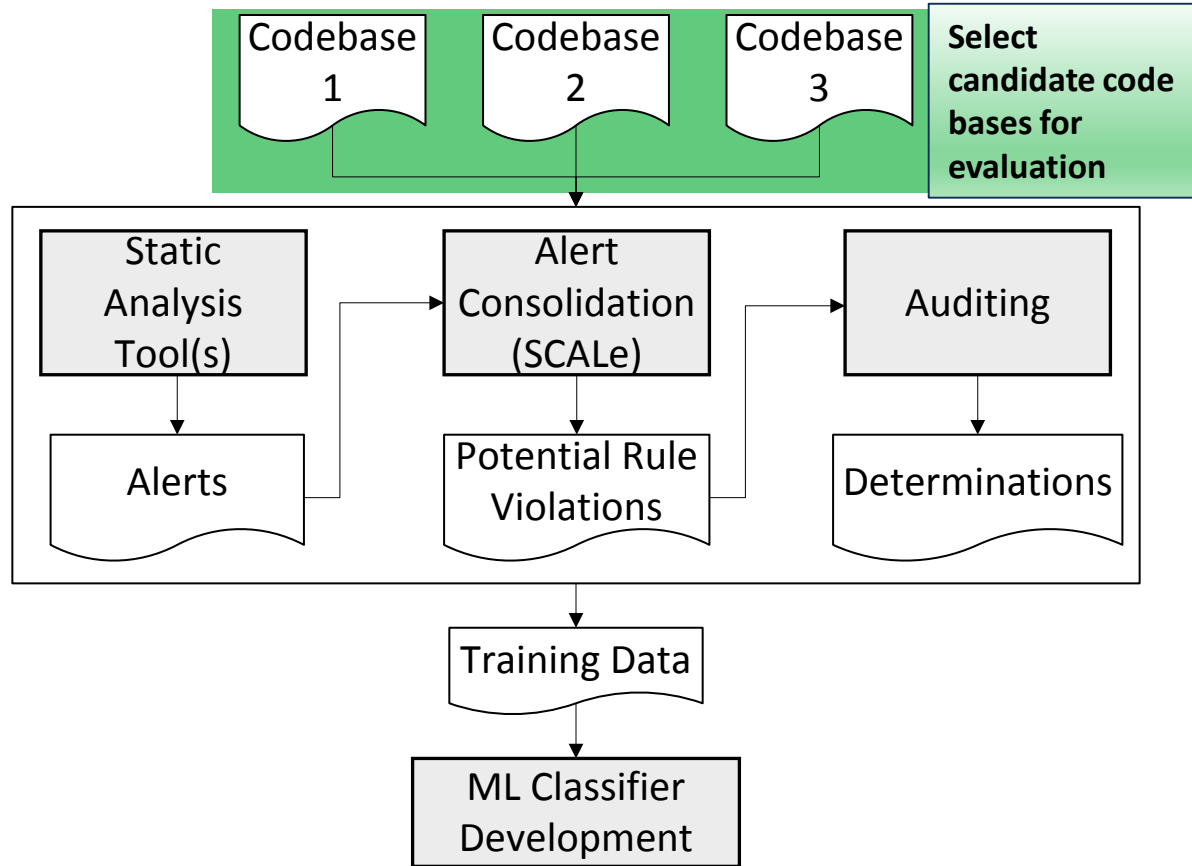 Codebase
1
Codebase
2
Codebase
3
Select
candidate code
bases for
evaluation
Static
Analysis
Tool(s)
Alert
Consolidation
(SCALe)
Auditing
Alerts
Potential Rule
Violations
Determinations
Training Data
ML Classifier
Development